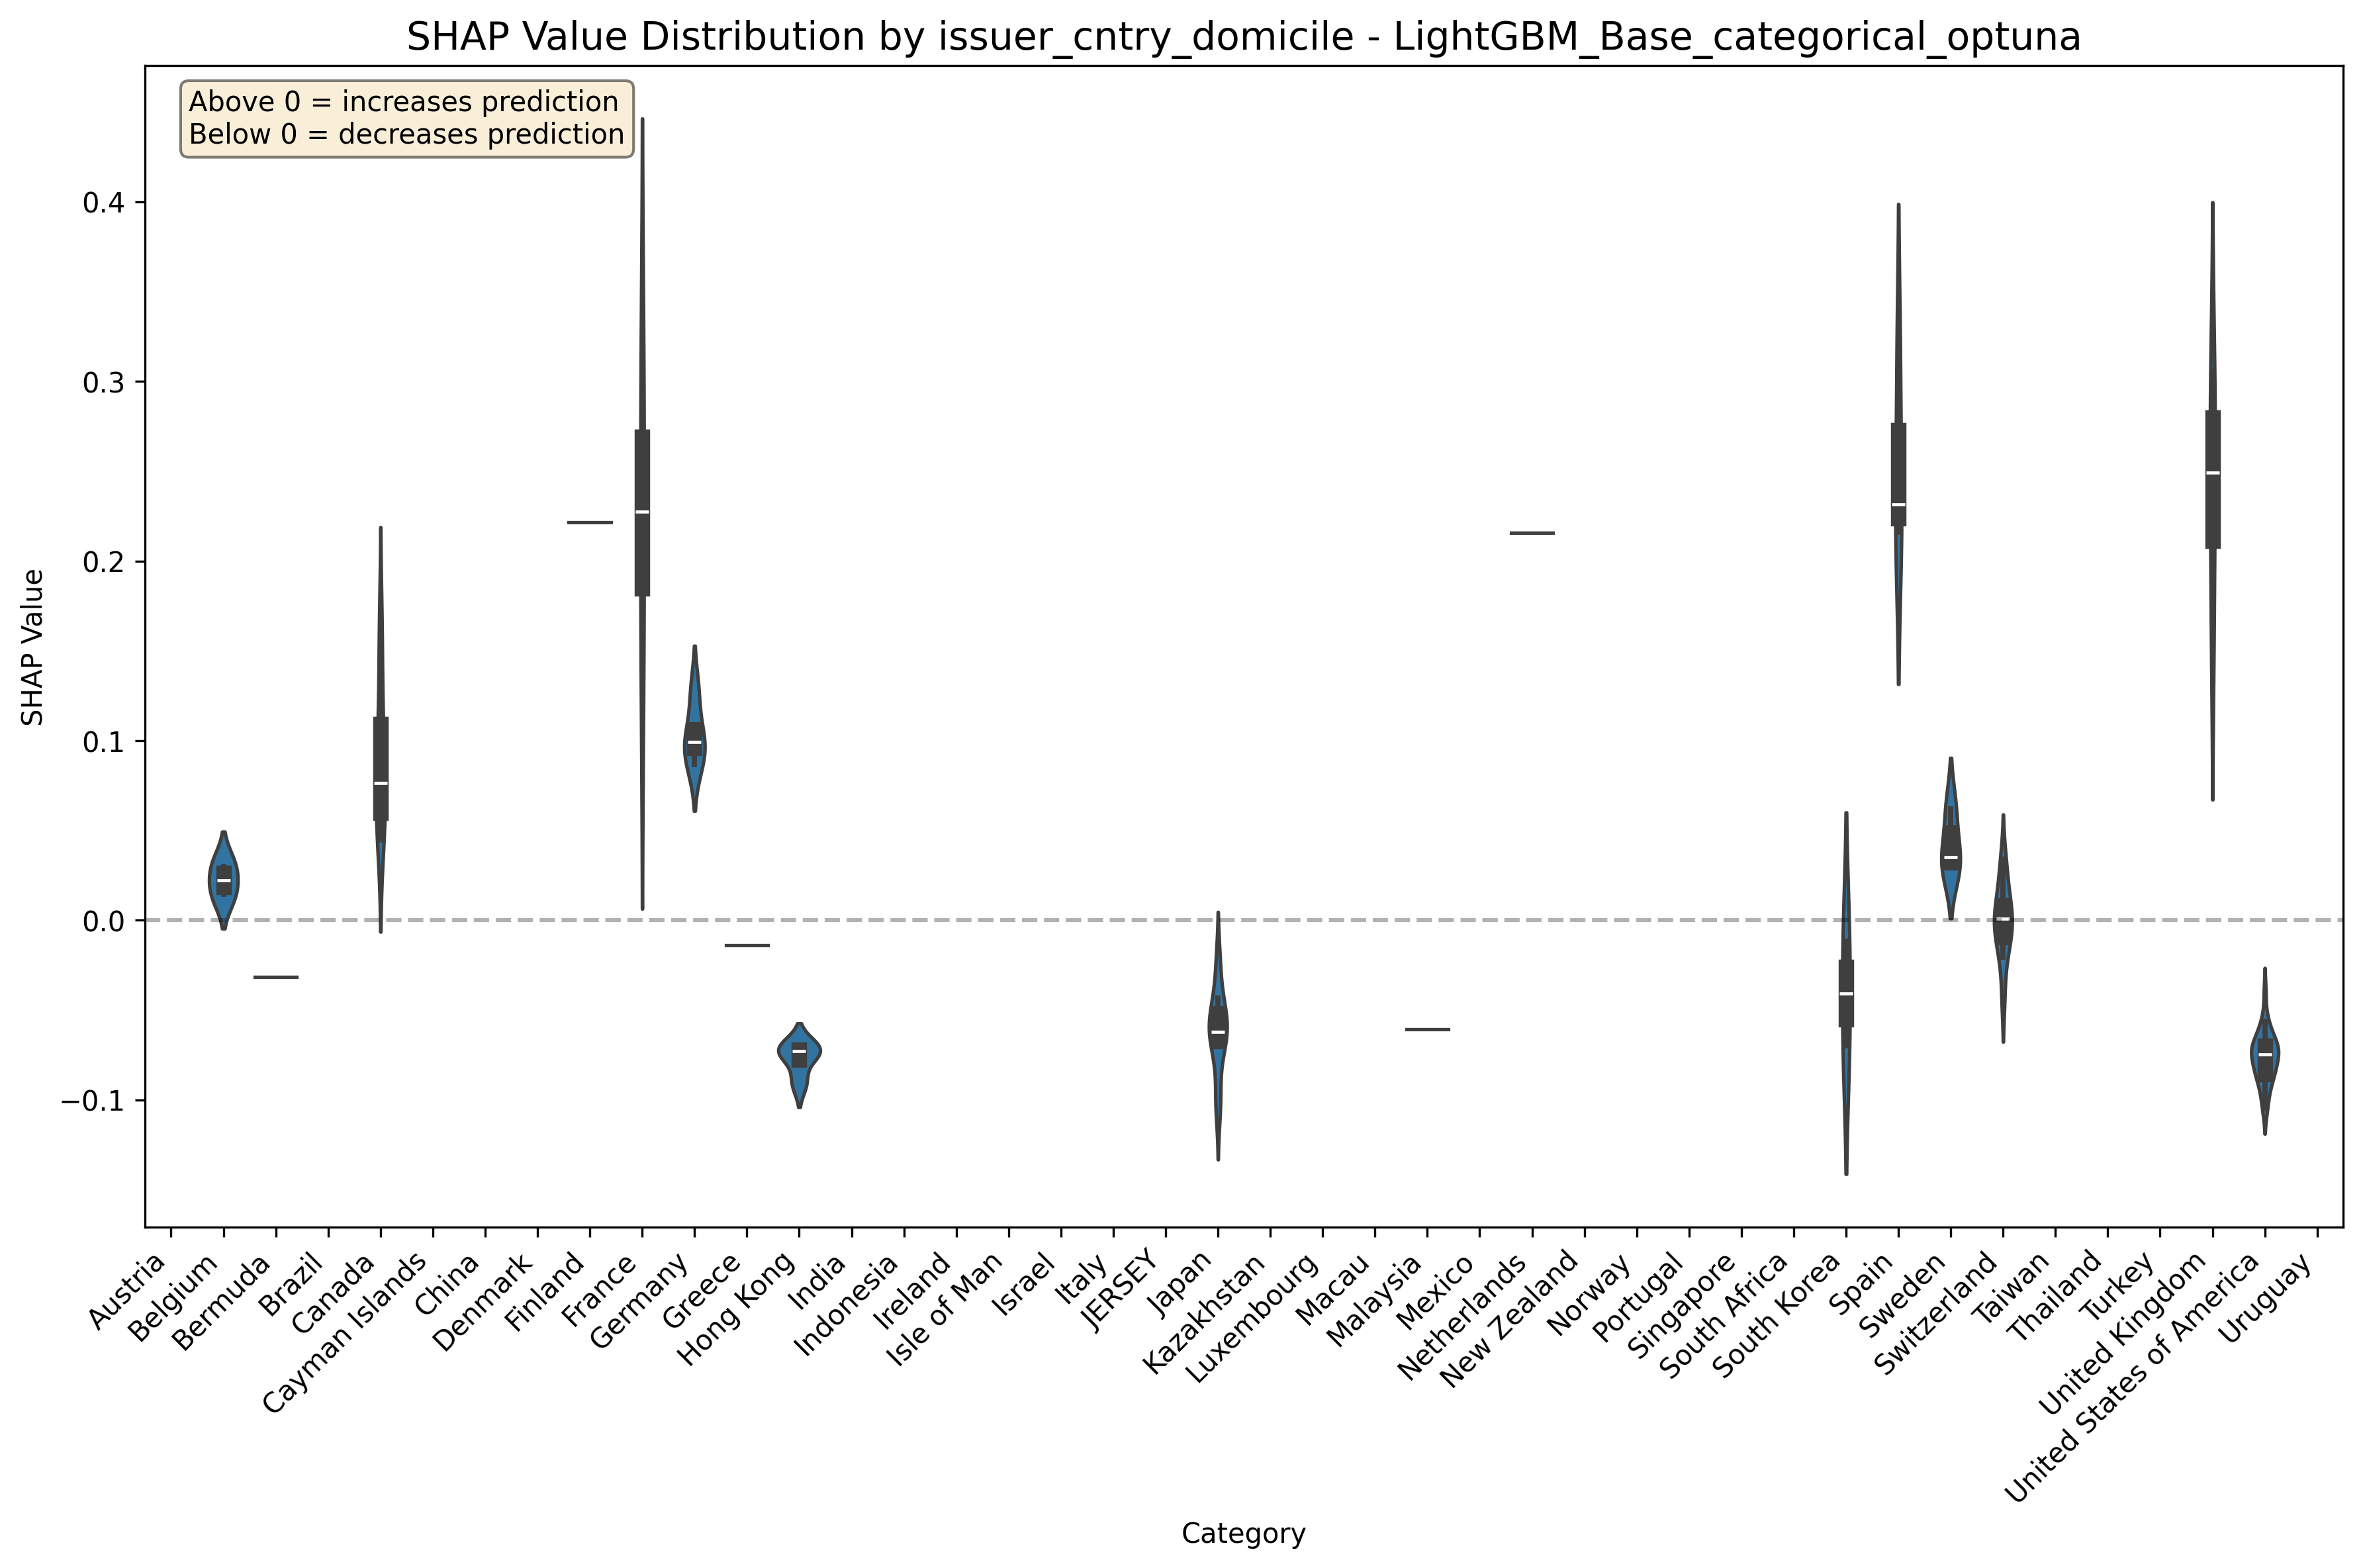 SHAP Value Distribution by issuer_cntry_domicile - LightGBM_Base_categorical_optuna
Above 0 = increases prediction
Below 0 = decreases prediction
SHAP Value
0.4
0.3
0.2
0.1
0.0
−0.1
Austria
Belgium
Bermuda
Brazil
Canada
Cayman Islands
China
Denmark
Finland
France
Germany
Greece
Hong Kong
India
Indonesia
Ireland
Isle of Man
Israel
Italy
JERSEY
Japan
Kazakhstan
Luxembourg
Macau
Malaysia
Mexico
Netherlands
New Zealand
Norway
Portugal
Singapore
South Africa
South Korea
Spain
Sweden
Switzerland
Taiwan
Thailand
Turkey
United Kingdom
United States of America
Uruguay
Category